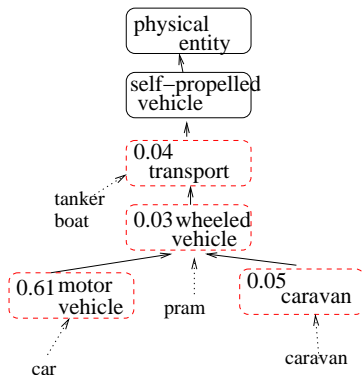 physical
entity
self-propelled
vehicle
0.04
transport
tanker
boat
0.03 wheeled
vehicle
0.61 motor
vehicle
pram
0.05
caravan
car
caravan